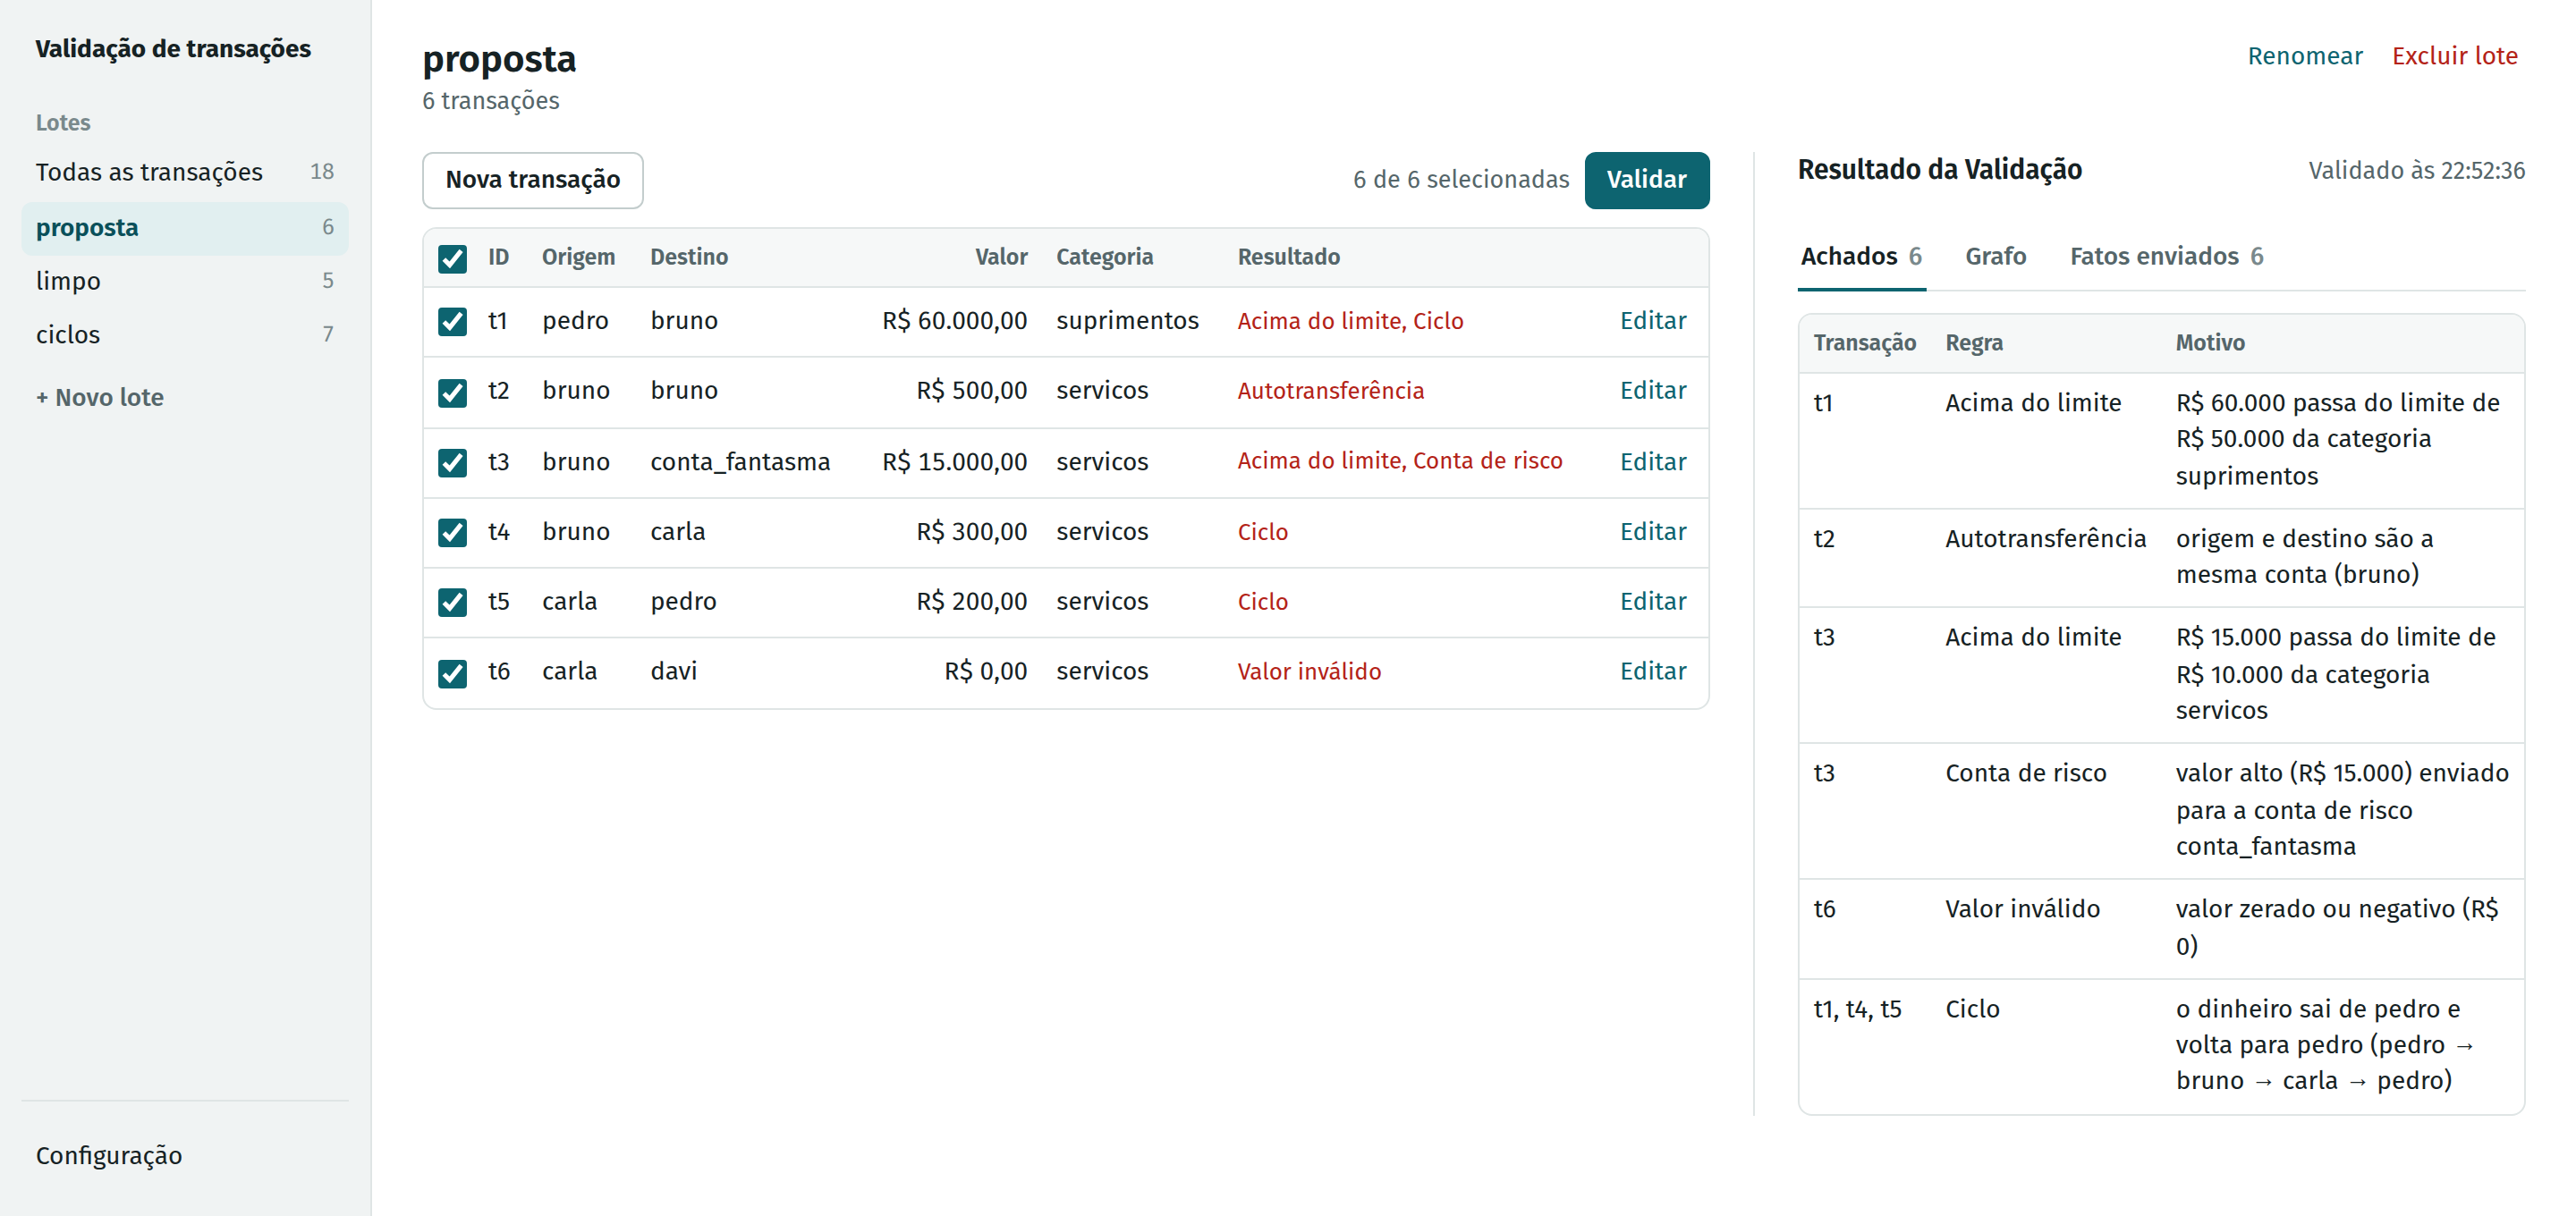 Validação de transações
Lotes
Todas as transações 18
proposta 6
limpo 5
ciclos 7
+ Novo lote
Configuração
proposta
6 transações
Renomear Excluir lote
Nova transação 6 de 6 selecionadas Validar
ID Origem Destino Valor Categoria Resultado
t1 pedro bruno R$ 60.000,00 suprimentos Acima do limite, Ciclo Editar
t2 bruno bruno R$ 500,00 servicos Autotransferência Editar
t3 bruno conta_fantasma R$ 15.000,00 servicos Acima do limite, Conta de risco Editar
t4 bruno carla R$ 300,00 servicos Ciclo Editar
t5 carla pedro R$ 200,00 servicos Ciclo Editar
t6 carla davi R$ 0,00 servicos Valor inválido Editar
Resultado da Validação Validado às 22:52:36
Achados 6 Grafo Fatos enviados 6
Transação Regra Motivo
t1 Acima do limite R$ 60.000 passa do limite de
R$ 50.000 da categoria
suprimentos
t2 Autotransferência origem e destino são a
mesma conta (bruno)
t3 Acima do limite R$ 15.000 passa do limite de
R$ 10.000 da categoria
servicos
t3 Conta de risco valor alto (R$ 15.000) enviado
para a conta de risco
conta_fantasma
t6 Valor inválido valor zerado ou negativo (R$
0)
t1, t4, t5 Ciclo o dinheiro sai de pedro e
volta para pedro (pedro →
bruno → carla → pedro)